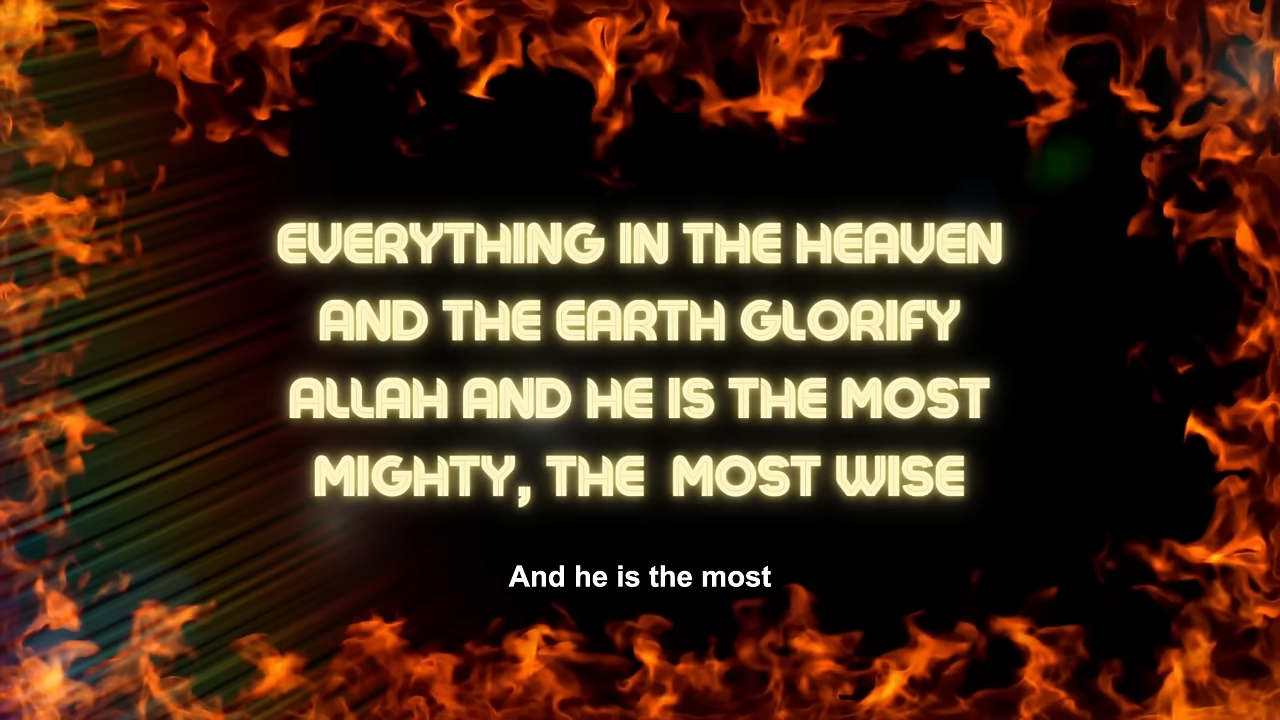 EVERYTHING IN THE HEAVEN
AND THE EARTH GLORIFY
ALLAH AND HE IS THE MOST
MIGHTY, THE MOST WISE
And he is the most